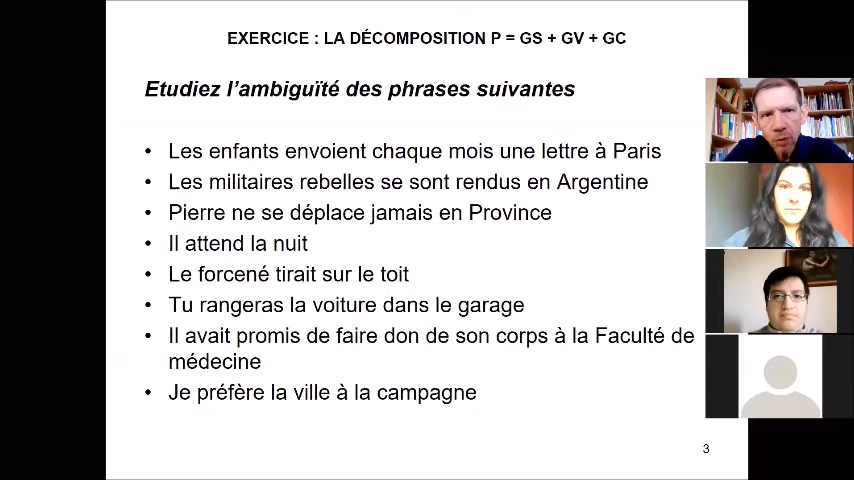 EXERCICE : LA DÉCOMPOSITION P = GS + GV + GC
Etudiez l’ambiguïté des phrases suivantes
• Les enfants envoient chaque mois une lettre à Paris
• Les militaires rebelles se sont rendus en Argentine
• Pierre ne se déplace jamais en Province
• Il attend la nuit
• Le forcené tirait sur le toit
• Tu rangeras la voiture dans le garage
• Il avait promis de faire don de son corps à la Faculté de
médecine
• Je préfère la ville à la campagne
3